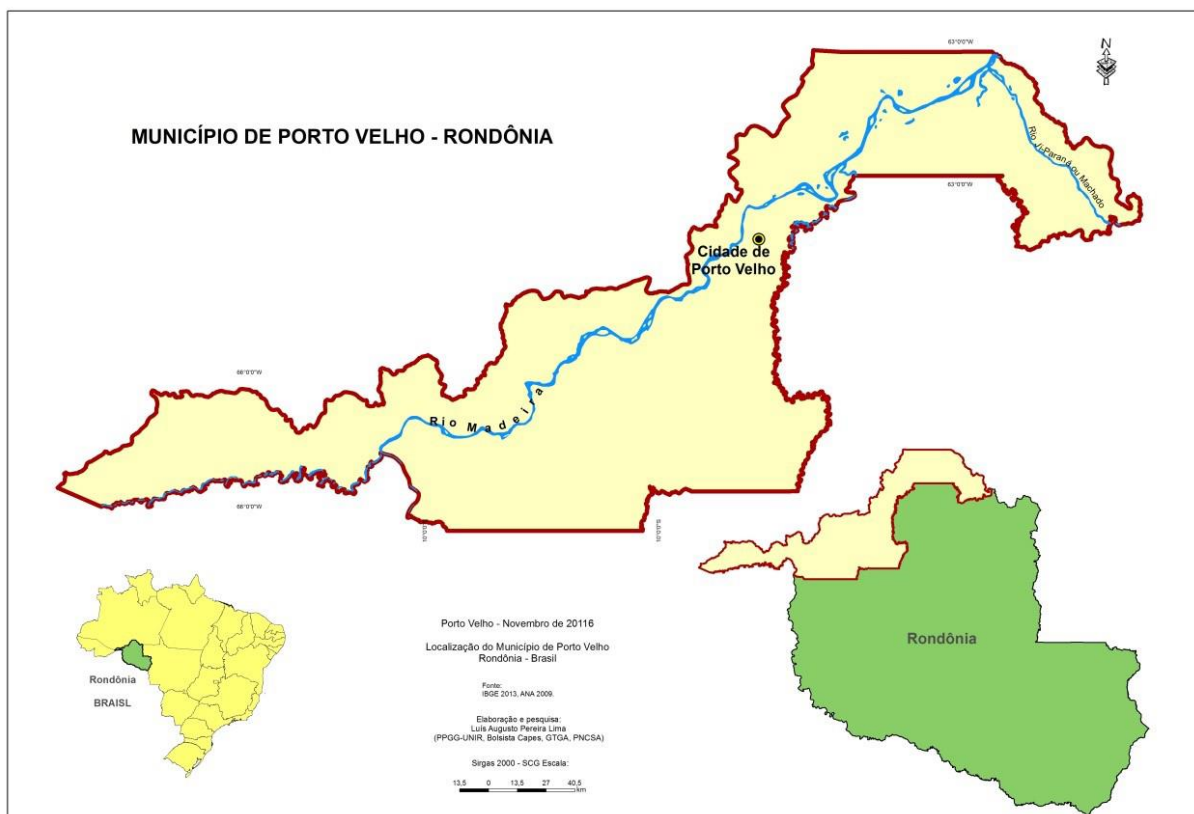 MUNICÍPIO DE PORTO VELHO - RONDÔNIA
63°0'0"W
N
Rio Ji-Paraná ou Machado
63°0'0"W
Cidade de
Porto Velho
66°0'0"W
Rio Madeira
66°0'0"W
10°0'0"S
Rondônia
Rondônia
BRAISL
Porto Velho - Novembro de 20116
Localização do Município de Porto Velho
Rondônia - Brasil
Fonte:
IBGE 2013, ANA 2009.
Elaboração e pesquisa:
Luís Augusto Pereira Lima
(PPGG-UNIR, Bolsista Capes, GTGA, PNCSA)
Sirgas 2000 - SCG Escala:
13,5 0 13,5 27 40,5
km